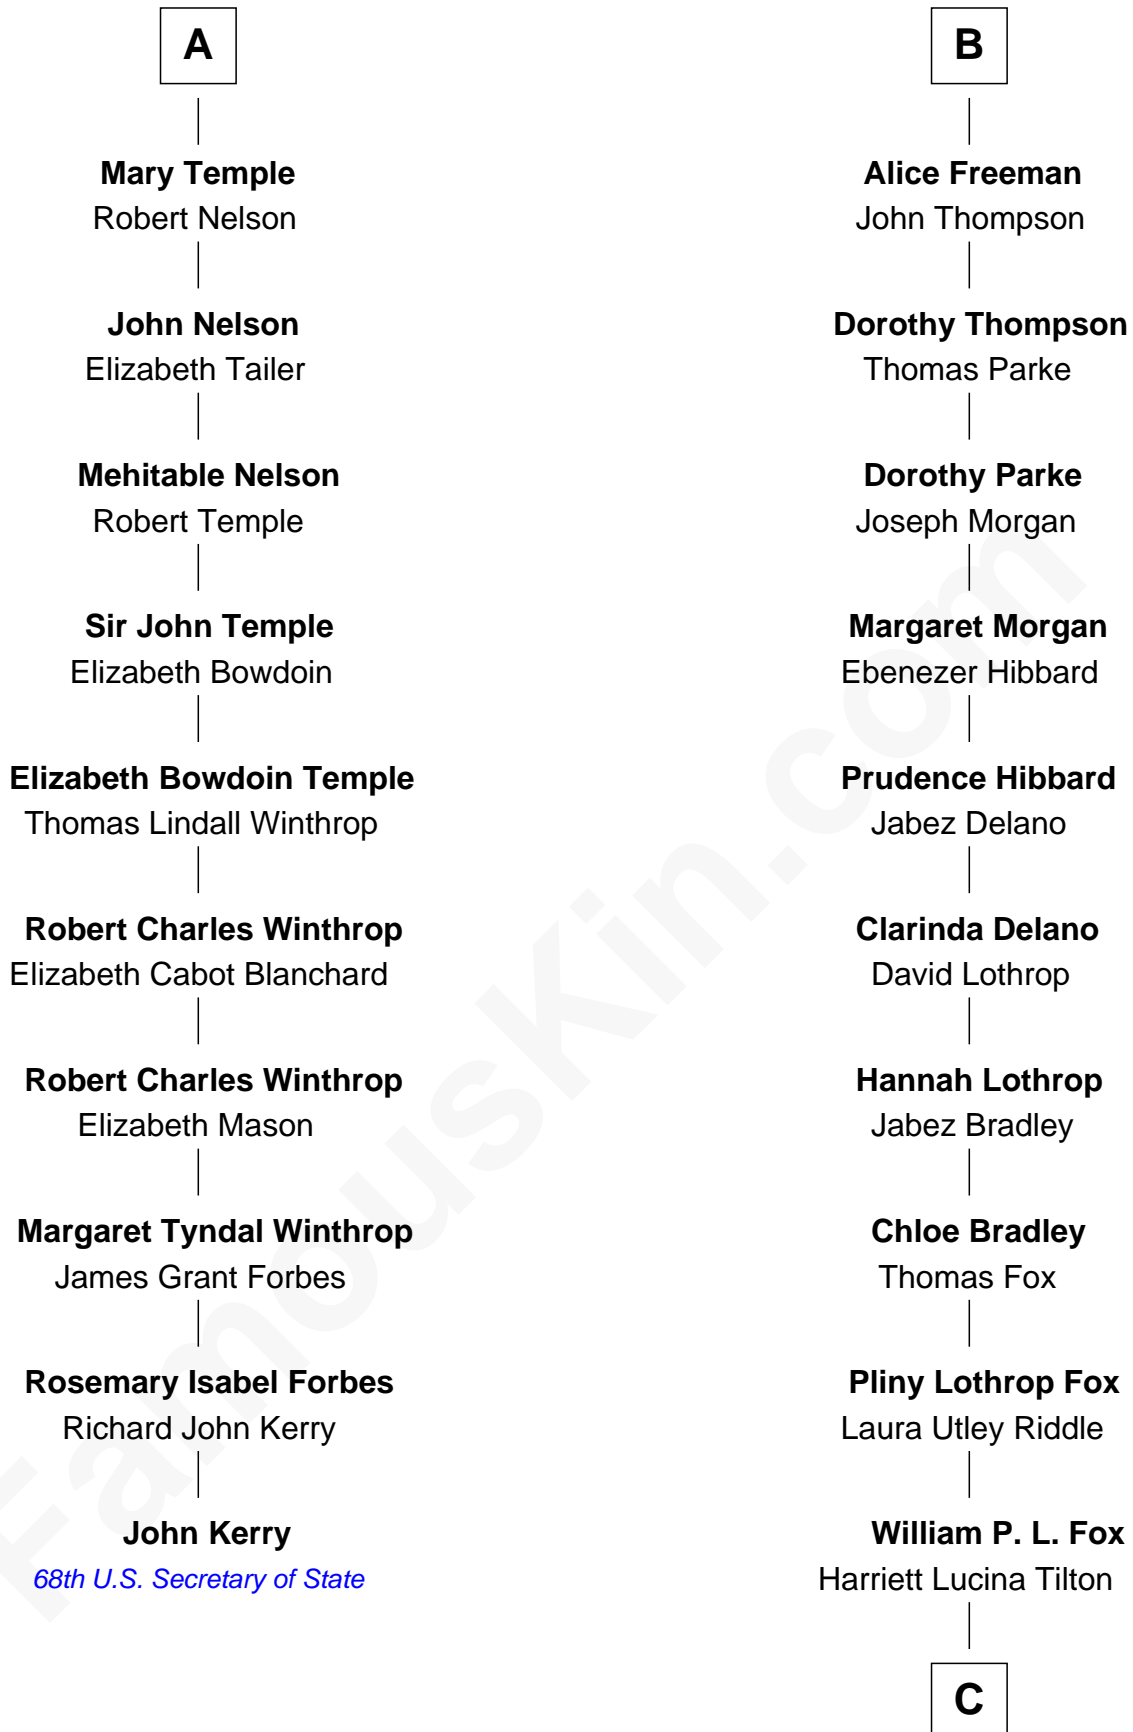 A
Mary Temple
Robert Nelson
John Nelson
Elizabeth Tailer
Mehitable Nelson
Robert Temple
Sir John Temple
Elizabeth Bowdoin
Elizabeth Bowdoin Temple
Thomas Lindall Winthrop
Robert Charles Winthrop
Elizabeth Cabot Blanchard
Robert Charles Winthrop
Elizabeth Mason
Margaret Tyndal Winthrop
James Grant Forbes
Rosemary Isabel Forbes
Richard John Kerry
John Kerry
68th U.S. Secretary of State
B
Alice Freeman
John Thompson
Dorothy Thompson
Thomas Parke
Dorothy Parke
Joseph Morgan
Margaret Morgan
Ebenezer Hibbard
Prudence Hibbard
Jabez Delano
Clarinda Delano
David Lothrop
Hannah Lothrop
Jabez Bradley
Chloe Bradley
Thomas Fox
Pliny Lothrop Fox
Laura Utley Riddle
William P. L. Fox
Harriett Lucina Tilton
C
FamousKin.com